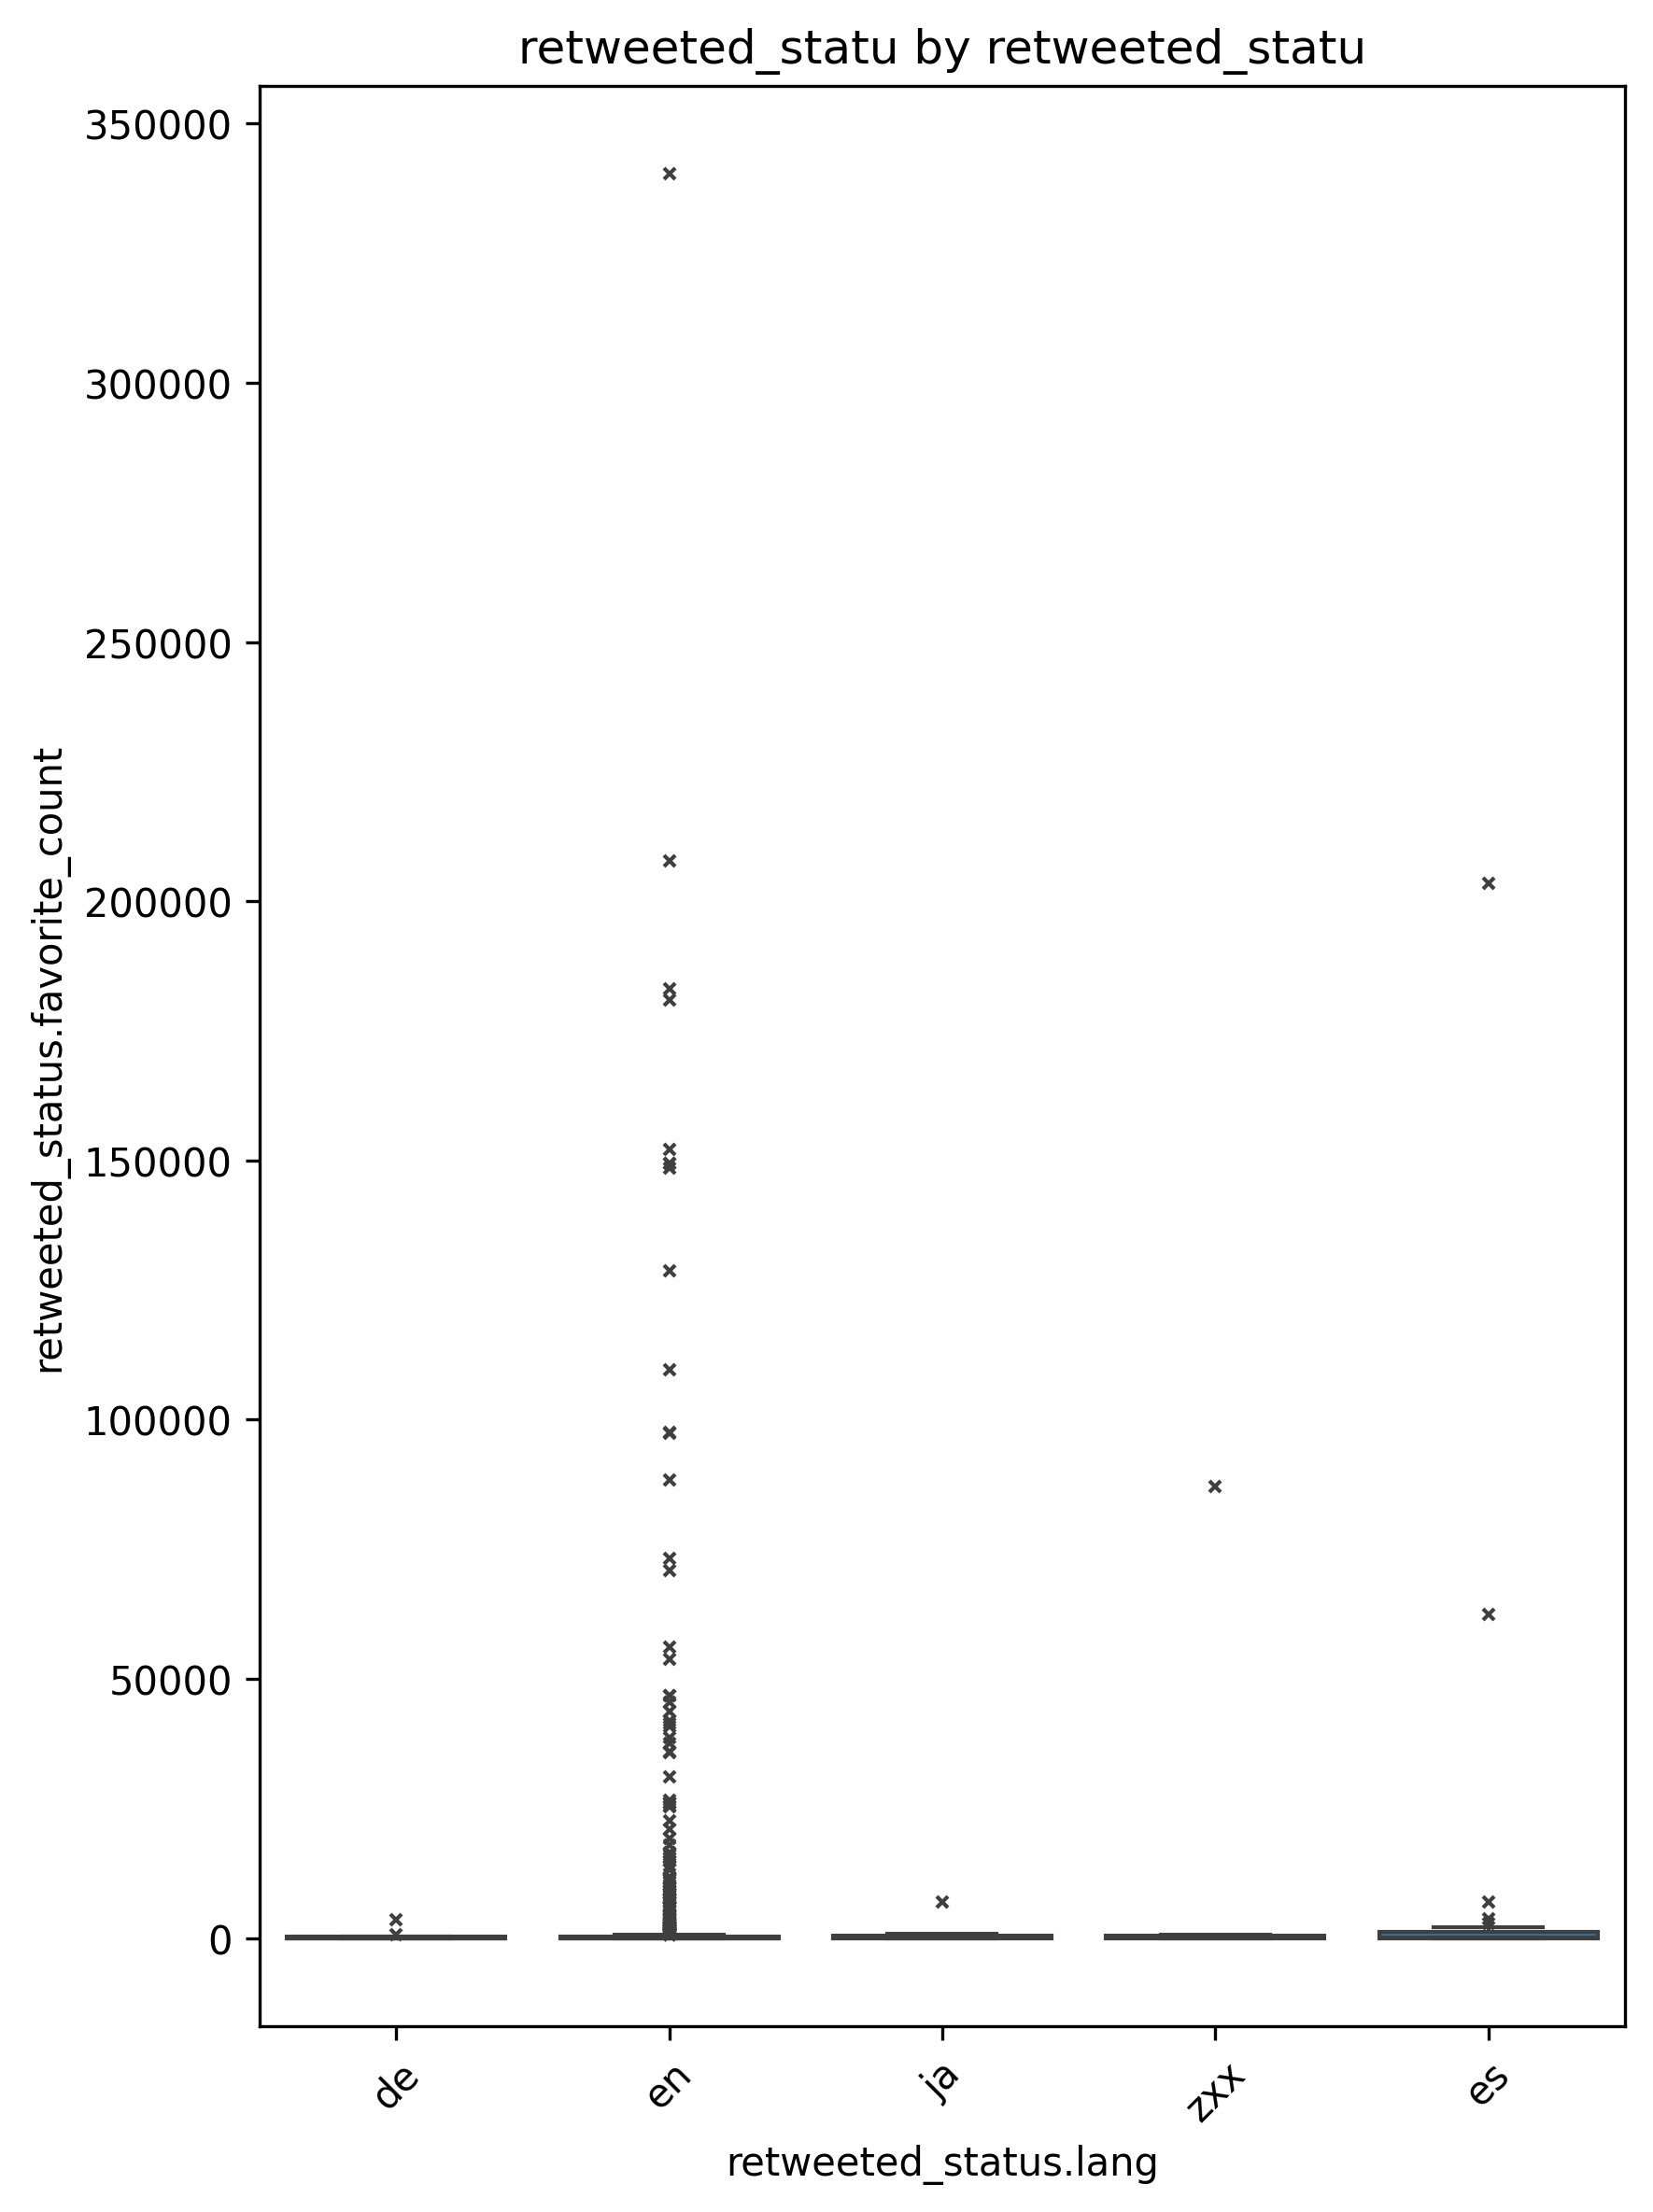 retweeted_statu by retweeted_statu
350000
300000
250000
200000
150000
100000
50000
0
retweeted_status.favorite_count
de
en
ja
zxx
es
retweeted_status.lang